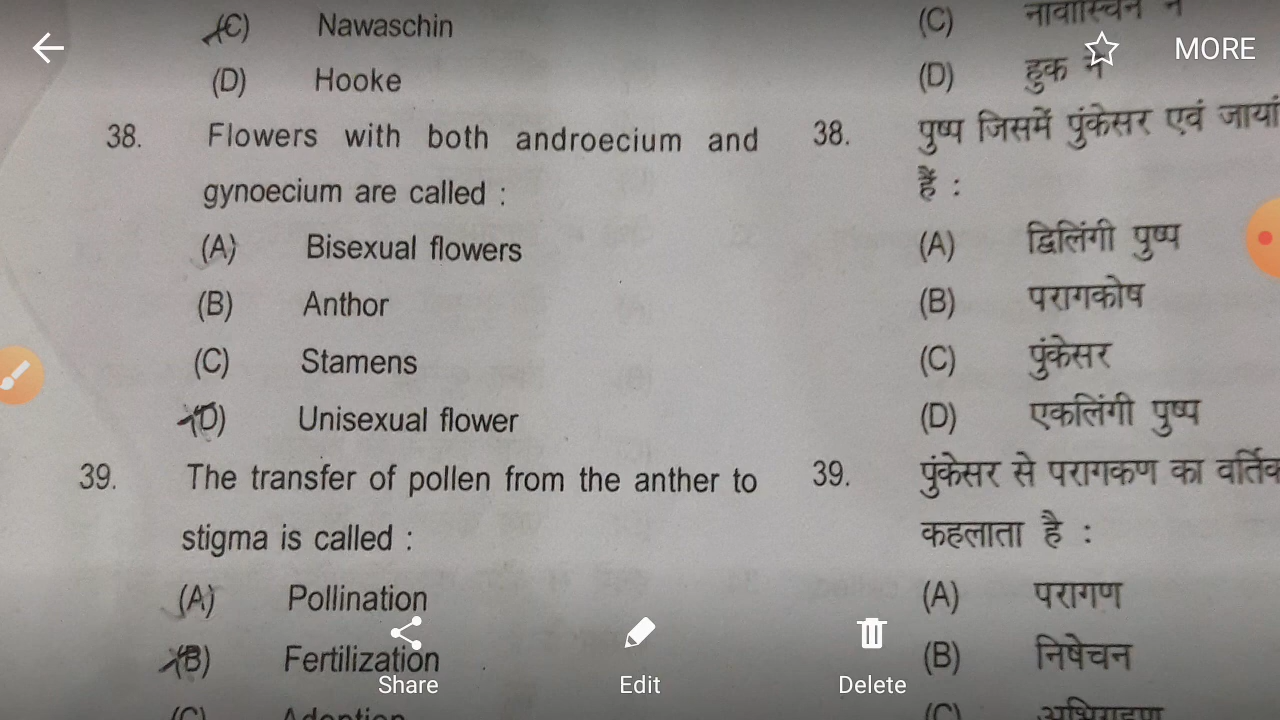 (C) Nawaschin
(D) Hooke
38. Flowers with both androecium and
gynoecium are called :
(A) Bisexual flowers
(B) Anthor
(C) Stamens
(D) Unisexual flower
39. The transfer of pollen from the anther to
stigma is called :
(A) Pollination
(B) Fertilization
(C) Adoption
(C)
(D) हुक ने
38. पुष्प जिसमें पुंकेसर एवं जायां
हैं :
(A) द्विलिंगी पुष्प
(B) परागकोष
(C) पुंकेसर
(D) एकलिंगी पुष्प
39. पुंकेसर से परागकण का
कहलाता है :
(A) परागण
(B) निषेचन
(C)
MORE
Share Edit Delete